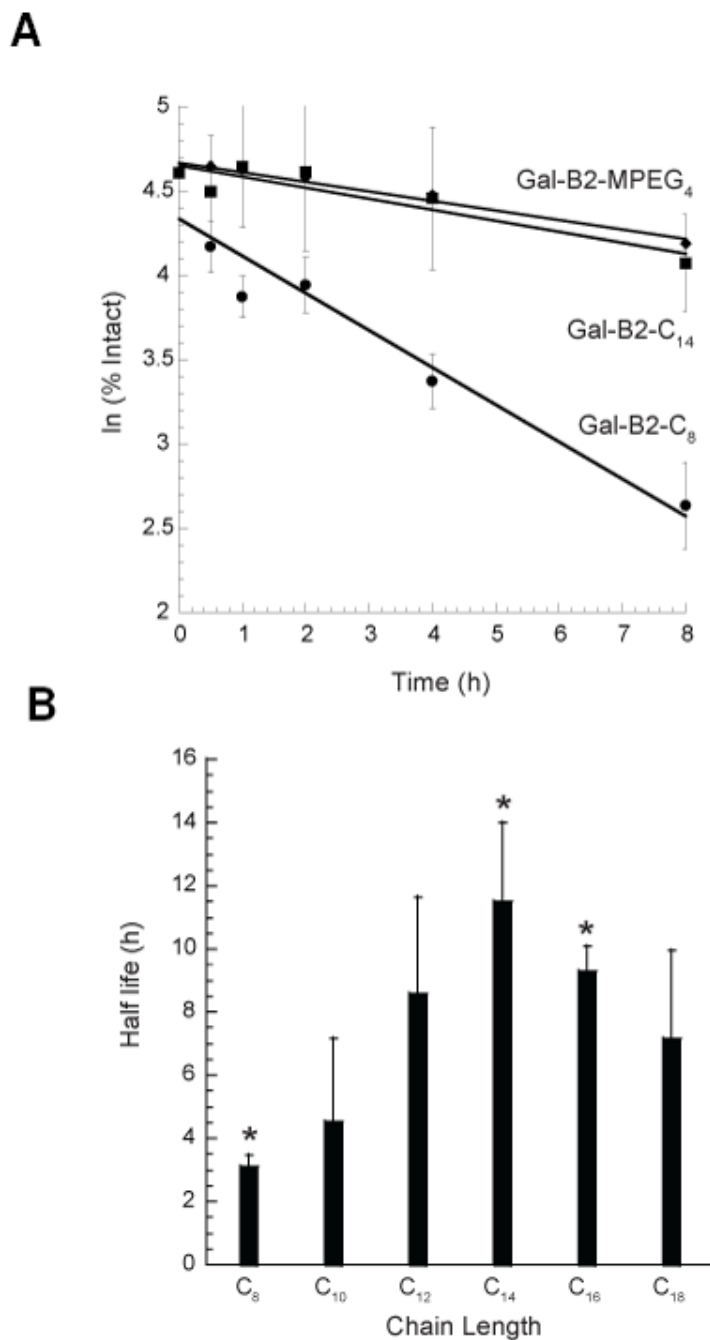 A
5
4.5
4
3.5
3
2.5
2
ln (% Intact)
Gal-B2-MPEG₄
Gal-B2-C₁₄
Gal-B2-C₈
0 1 2 3 4 5 6 7 8
Time (h)
B
16
14
12
10
8
6
4
2
0
Half life (h)
* * *
C₈ C₁₀ C₁₂ C₁₄ C₁₆ C₁₈
Chain Length